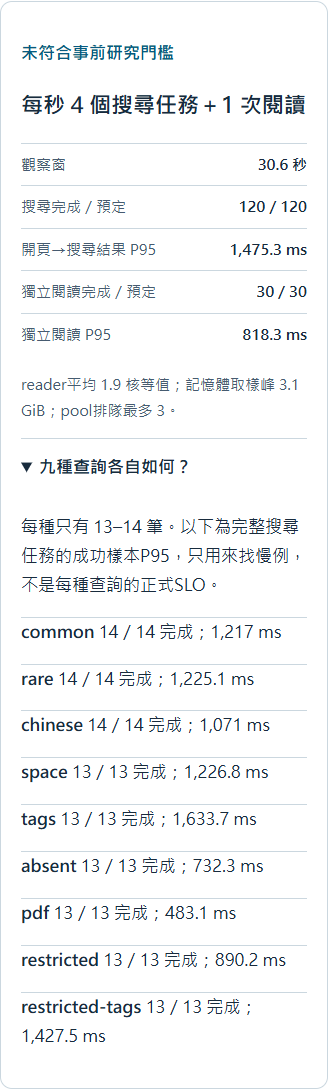 未符合事前研究門檻
每秒 4 個搜尋任務 + 1 次閱讀
觀察窗 30.6 秒
搜尋完成 / 預定 120 / 120
開頁→搜尋結果 P95 1,475.3 ms
獨立閱讀完成 / 預定 30 / 30
獨立閱讀 P95 818.3 ms
reader平均 1.9 核等值；記憶體取樣峰 3.1
GiB；pool排隊最多 3。
▼ 九種查詢各自如何？
每種只有 13–14 筆。以下為完整搜尋
任務的成功樣本P95，只用來找慢例，
不是每種查詢的正式SLO。
common 14 / 14 完成；1,217 ms
rare 14 / 14 完成；1,225.1 ms
chinese 14 / 14 完成；1,071 ms
space 13 / 13 完成；1,226.8 ms
tags 13 / 13 完成；1,633.7 ms
absent 13 / 13 完成；732.3 ms
pdf 13 / 13 完成；483.1 ms
restricted 13 / 13 完成；890.2 ms
restricted-tags 13 / 13 完成；
1,427.5 ms